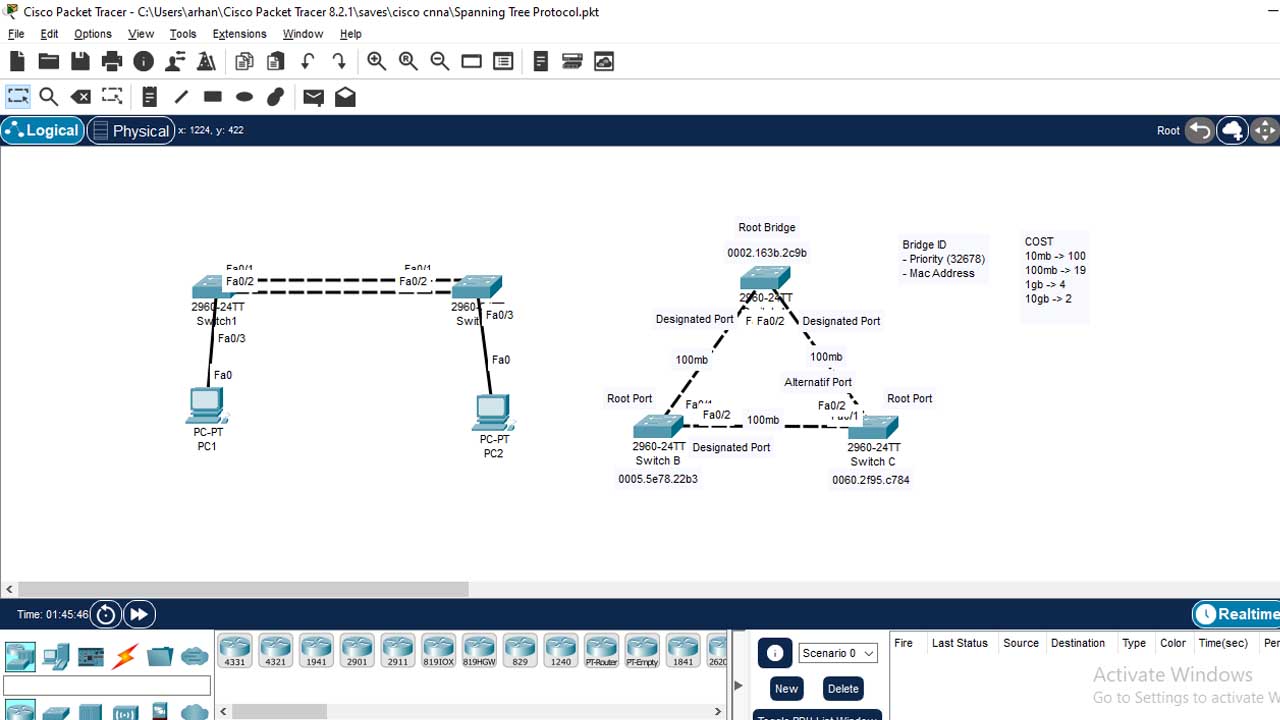 Cisco Packet Tracer - C:\Users\arhan\Cisco Packet Tracer 8.2.1\saves\cisco cnna\Spanning Tree Protocol.pkt
File Edit Options View Tools Extensions Window Help
Logical Physical x: 1224, y: 422 Root
Root Bridge
0002.163b.2c9b
Bridge ID
- Priority (32678)
- Mac Address
COST
10mb -> 100
100mb -> 19
1gb -> 4
10gb -> 2
Fa0/1 Fa0/1
Fa0/2 Fa0/2
2960-24TT
Switch1
Fa0/3
Fa0
PC-PT
PC1
2960
Swit
Fa0/3
Fa0
PC-PT
PC2
2960-24TT
Designated Port Fa0/2 Designated Port
100mb 100mb
Alternatif Port
Root Port Root Port
Fa0/1 Fa0/2
Fa0/2 100mb Fa0/1
2960-24TT Designated Port 2960-24TT
Switch B Switch C
0005.5e78.22b3 0060.2f95.c784
Time: 01:45:46 Realtime
4331 4321 1941 2901 2911 819IOX 819HGW 829 1240 PT-Router PT-Empty 1841 2620
Scenario 0
New Delete
Toggle PDU List Window
Fire Last Status Source Destination Type Color Time(sec) Per
Activate Windows
Go to Settings to activate W